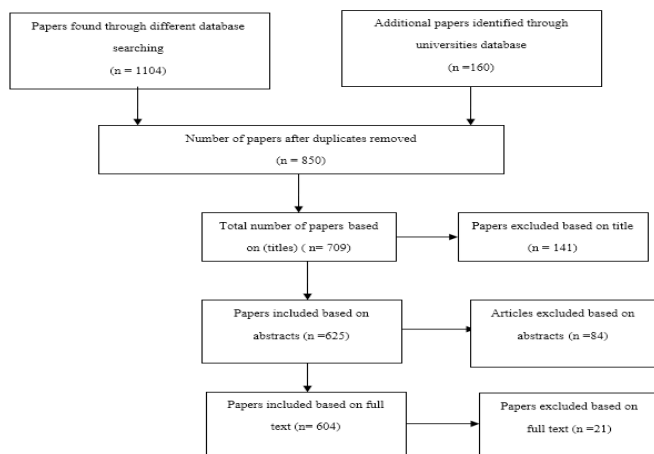 Papers found through different database
searching
(n = 1104)
Additional papers identified through
universities database
(n =160)
Number of papers after duplicates removed
(n = 850)
Total number of papers based
on (titles) ( n= 709)
Papers excluded based on title
(n = 141)
Papers included based on
abstracts (n =625)
Articles excluded based on
abstracts (n =84)
Papers included based on full
text (n= 604)
Papers excluded based on
full text (n =21)